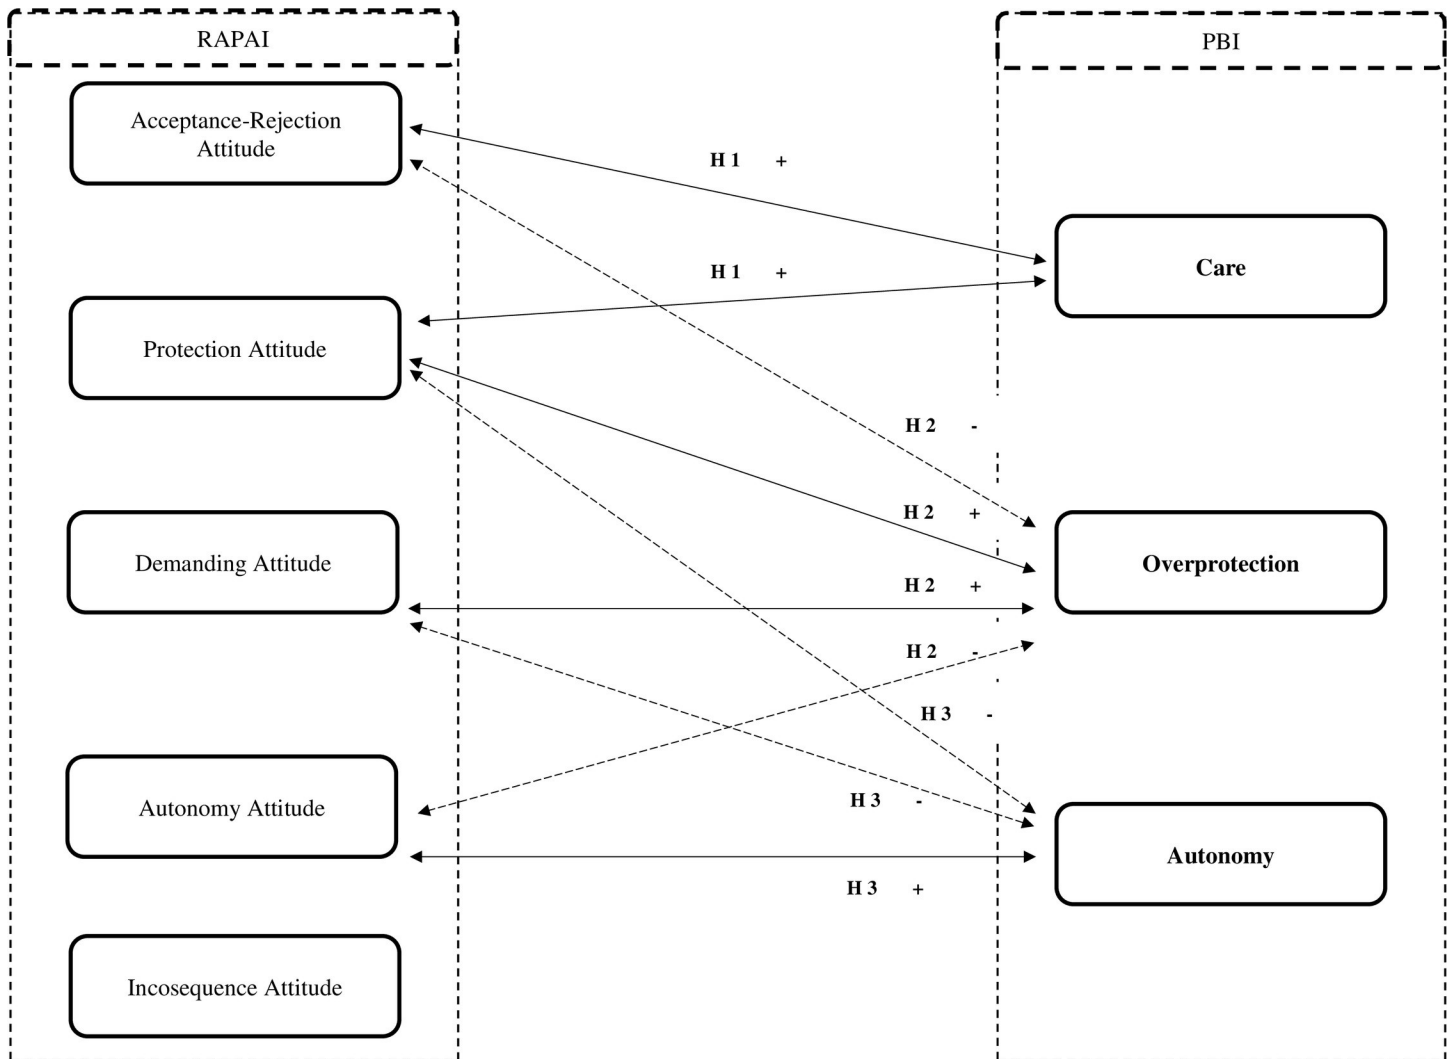 RAPAI
PBI
Acceptance-Rejection
Attitude
H 1 +
Care
H 1 +
Protection Attitude
H 2 -
H 2 +
Demanding Attitude
Overprotection
H 2 +
H 2 -
H 3 -
Autonomy Attitude
H 3 -
Autonomy
H 3 +
Incosequence Attitude